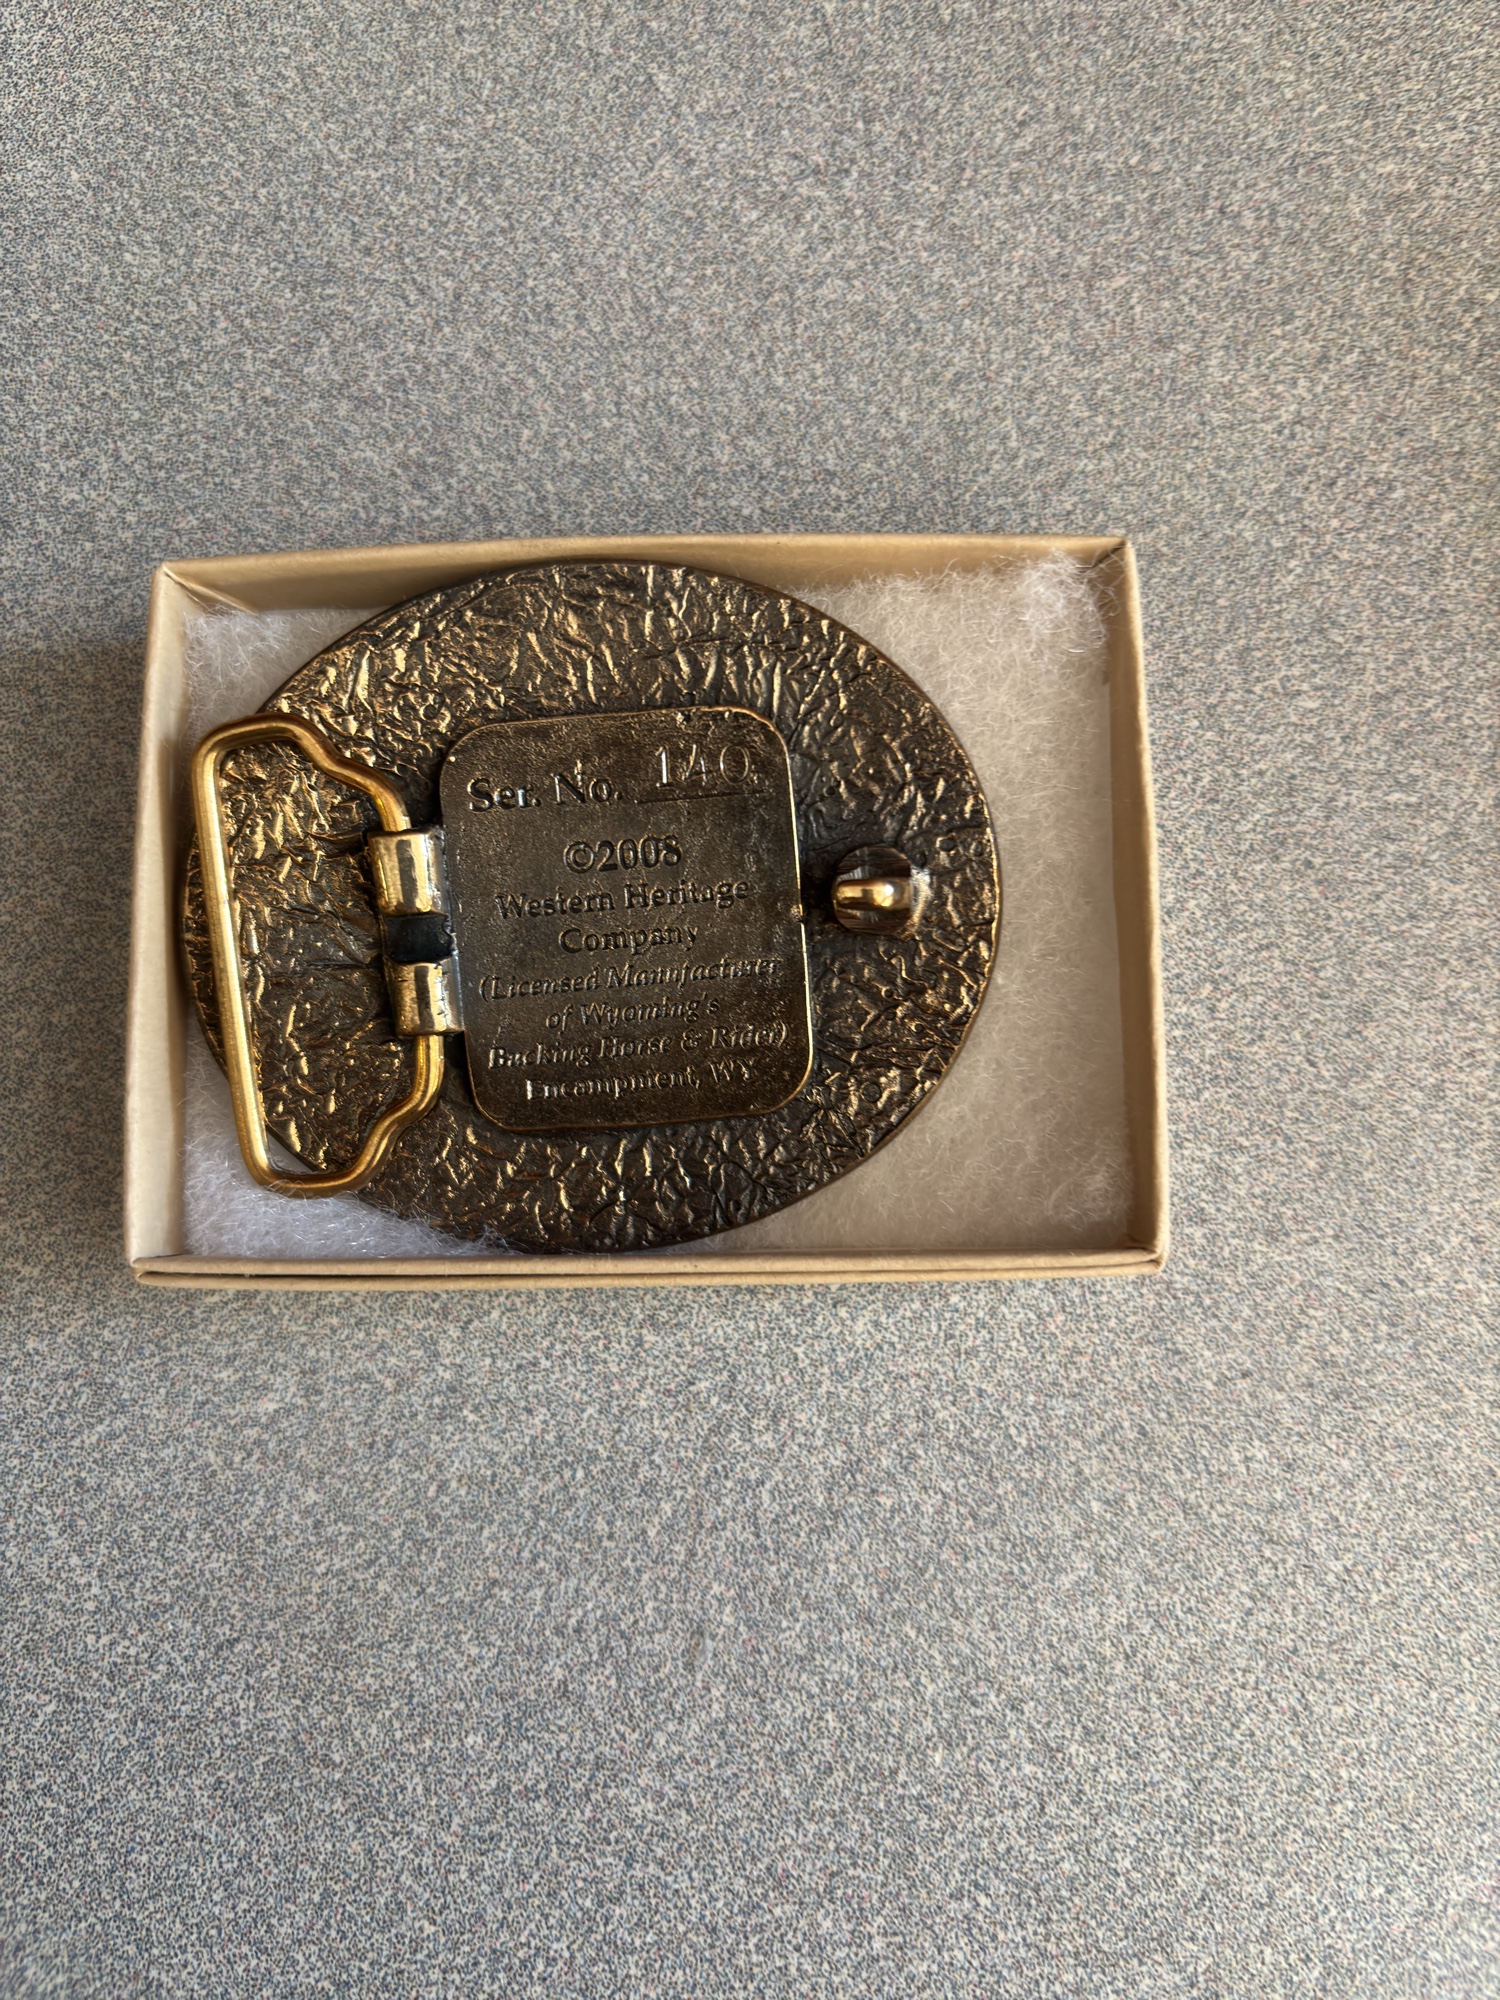 Ser. No. 140
©2008
Western Heritage
Company
(Licensed Manufacturer
of Wyoming's
Bucking Horse & Rider)
Encampment, WY